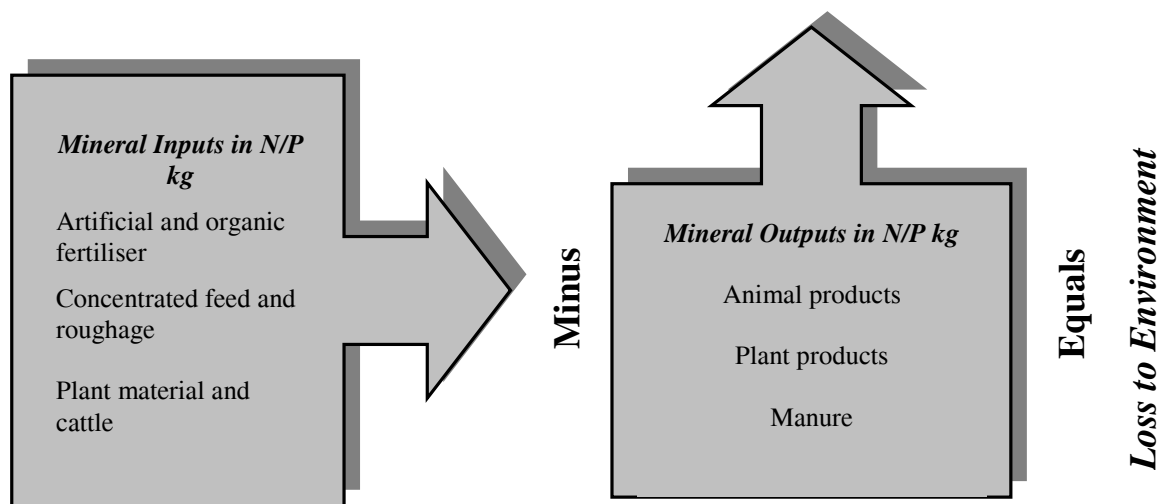 Mineral Inputs in N/P
kg
Artificial and organic
fertiliser
Concentrated feed and
roughage
Plant material and
cattle
Minus
Mineral Outputs in N/P kg
Animal products
Plant products
Manure
Equals
Loss to Environment